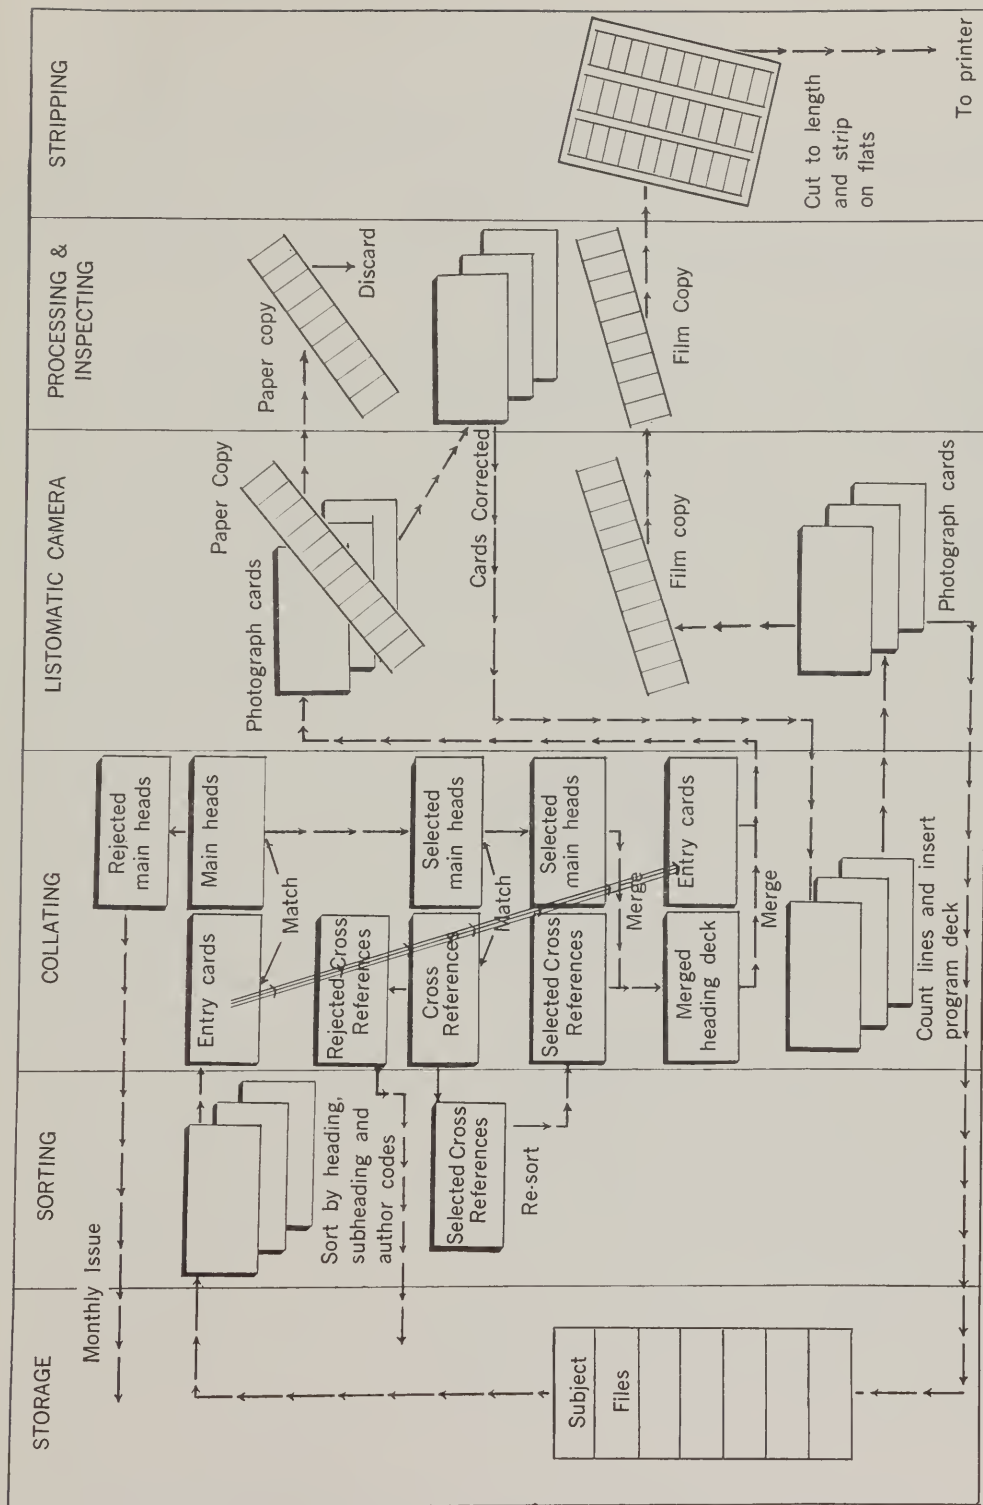 STORAGE
SORTING
COLLATING
LISTOMATIC CAMERA
PROCESSING &
INSPECTING
STRIPPING
Monthly Issue
Subject
Files
Sort by heading,
subheading and
author codes
Selected Cross
References
Re-sort
Rejected
main heads
Entry cards
Main heads
Match
Rejected Cross
References
Cross
References
Selected
main heads
Match
Selected Cross
References
Selected
main heads
Merge
Merged
heading deck
Entry cards
Merge
Count lines and insert
program deck
Photograph cards
Paper Copy
Cards Corrected
Film copy
Photograph cards
Paper copy
Discard
Film Copy
Cut to length
and strip
on flats
To printer